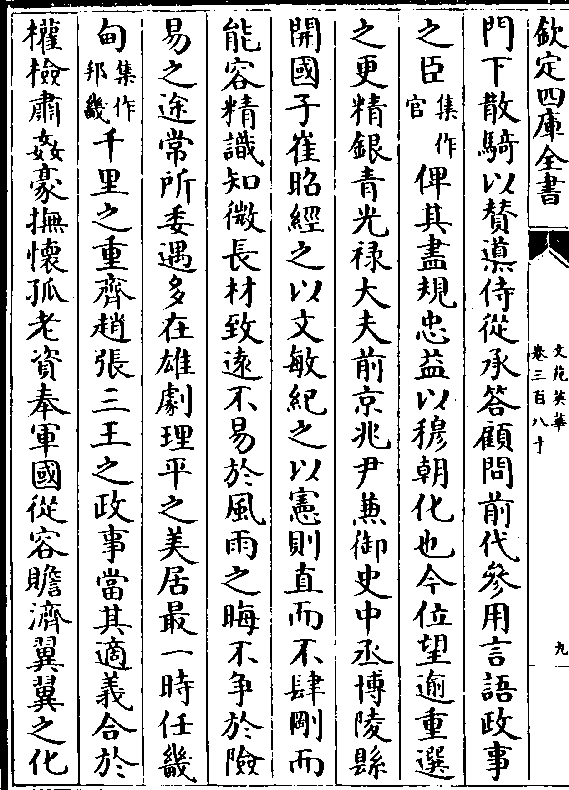 欽定四庫全書
文苑英華
卷三百八十
九
門下散騎以贊導侍從承答顧問前代參用言語政事
之臣集作官俾其盡規忠益以穆朝化也今位望逾重選
之更精銀青光祿大夫前京兆尹兼御史中丞博陵縣
開國子崔昭經之以文敏紀之以憲則直而不肆剛而
能容精識知微長材致遠不易於風雨之晦不爭於險
易之途常所委遇多在雄劇理平之美居最一時任畿
甸集作邦畿千里之重齊趙張三王之政事當其適義合於
權檢肅姦豪撫懷孤老資奉軍國從容贍濟翼翼之化